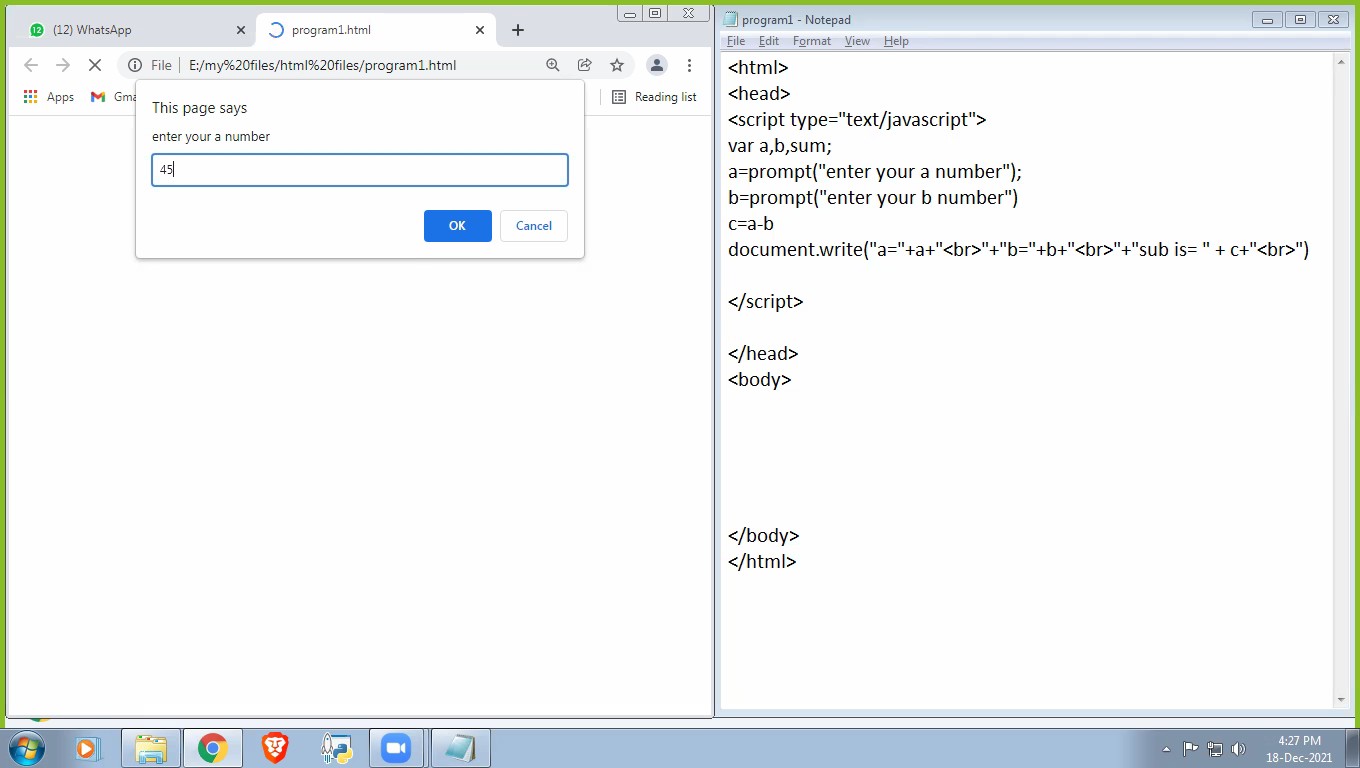 (12) WhatsApp
program1.html
File
E:/my%20files/html%20files/program1.html
Apps
Gma
Reading list
This page says
enter your a number
45
OK
Cancel
program1 - Notepad
File Edit Format View Help
<html>
<head>
<script type="text/javascript">
var a,b,sum;
a=prompt("enter your a number");
b=prompt("enter your b number")
c=a-b
document.write("a="+a+"<br>"+"b="+b+"<br>"+"sub is= " + c+"<br>")
</script>
</head>
<body>
</body>
</html>
4:27 PM
18-Dec-2021